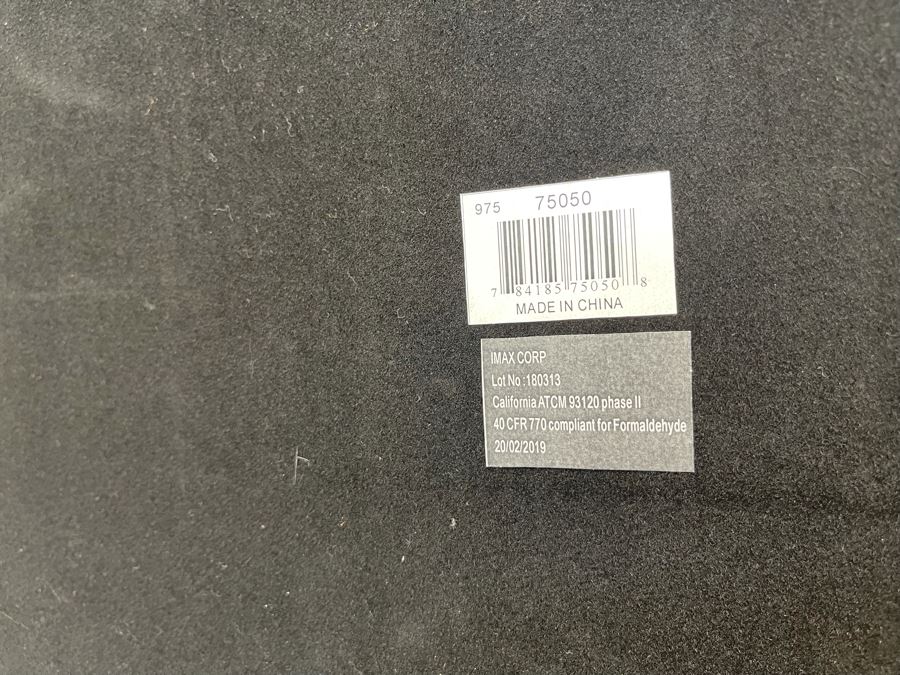 975 75050
7 84185 75050 8
MADE IN CHINA
IMAX CORP
Lot No :180313
California ATCM 93120 phase II
40 CFR 770 compliant for Formaldehyde
20/02/2019